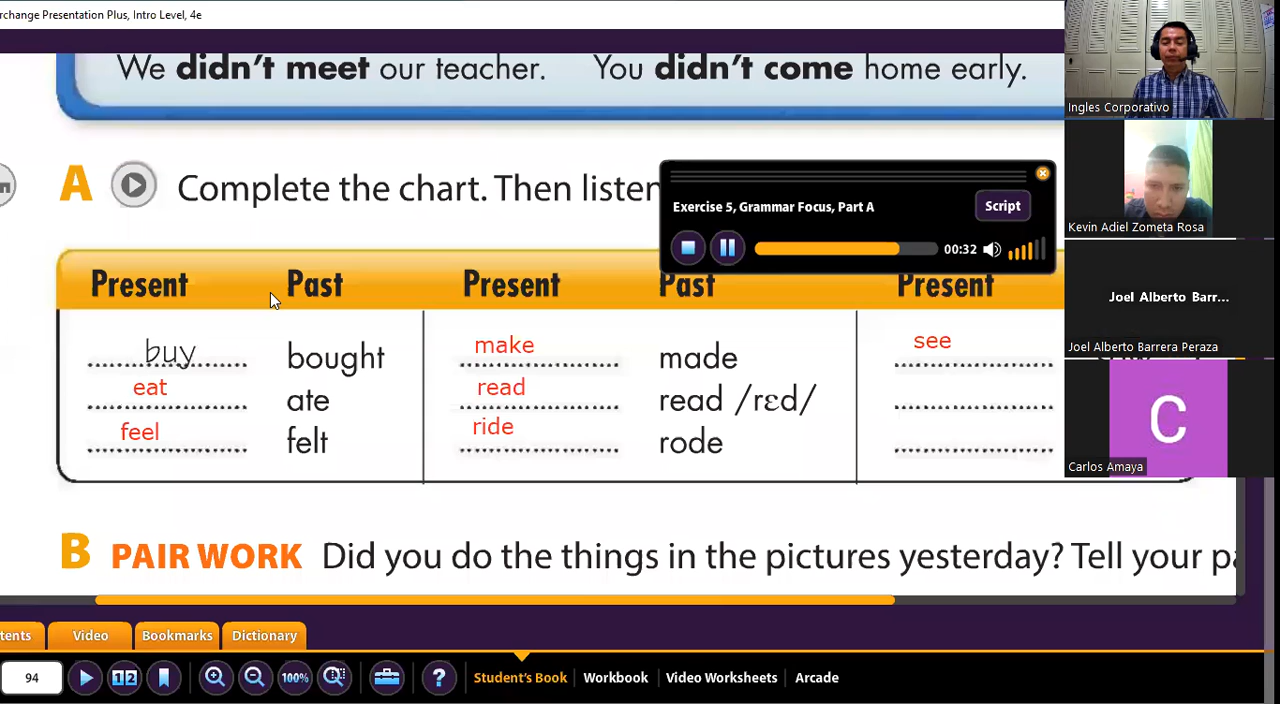 rchange Presentation Plus, Intro Level, 4e
We didn't meet our teacher. You didn't come home early.
A Complete the chart. Then listen
Exercise 5, Grammar Focus, Part A
Script
00:32
Present Past Present Past Present
buy bought make made see
eat ate read read /rɛd/
feel felt ride rode
B PAIR WORK Did you do the things in the pictures yesterday? Tell your
Ingles Corporativo
Kevin Adiel Zometa Rosa
Joel Alberto Barr...
Joel Alberto Barrera Peraza
C
Carlos Amaya
tents Video Bookmarks Dictionary
94 12 100% ? Student's Book Workbook Video Worksheets Arcade